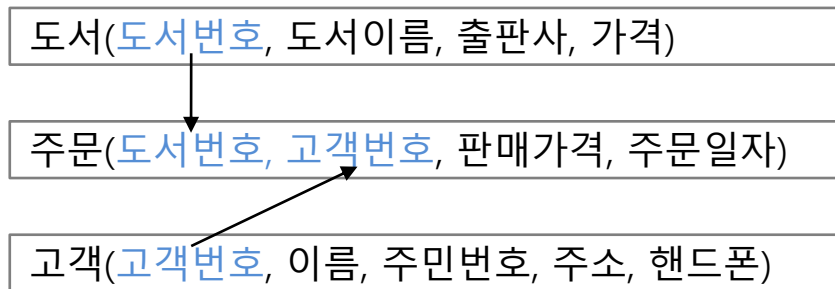 도서(도서번호, 도서이름, 출판사, 가격)
주문(도서번호, 고객번호, 판매가격, 주문일자)
고객(고객번호, 이름, 주민번호, 주소, 핸드폰)